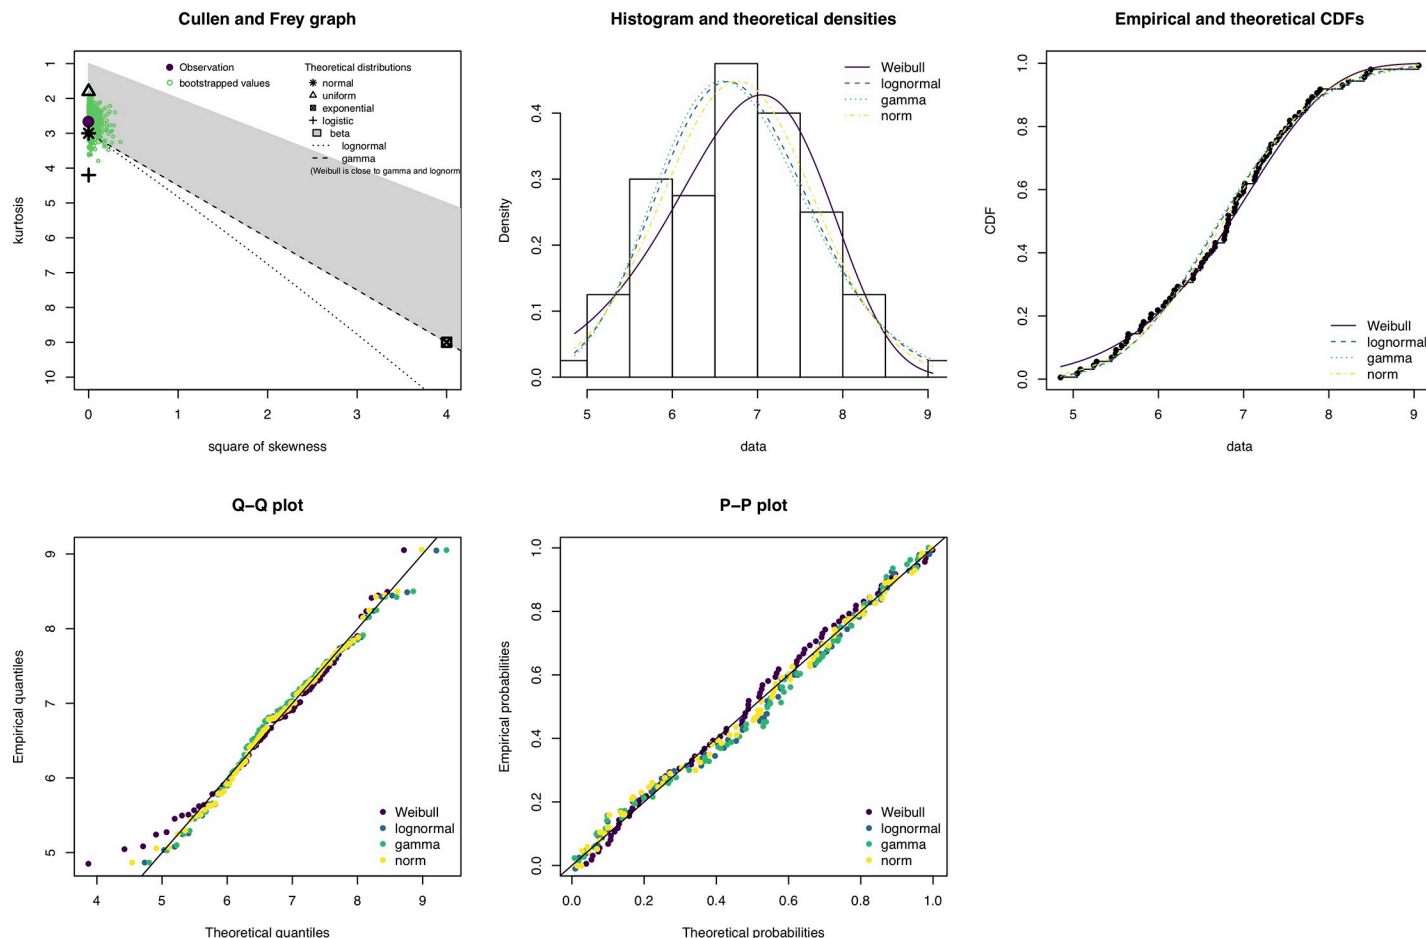 Cullen and Frey graph
Histogram and theoretical densities
Empirical and theoretical CDFs
kurtosis
1
2
3
4
5
6
7
8
9
10
Observation
bootstrapped values
Theoretical distributions
normal
uniform
exponential
logistic
beta
lognormal
gamma
(Weibull is close to gamma and lognorm
0 1 2 3 4
square of skewness
Density
0.4
0.3
0.2
0.1
0.0
Weibull
lognormal
gamma
norm
5 6 7 8 9
data
CDF
1.0
0.8
0.6
0.4
0.2
0.0
Weibull
lognormal
gamma
norm
5 6 7 8 9
data
Q−Q plot
P−P plot
Empirical quantiles
9
8
7
6
5
Weibull
lognormal
gamma
norm
4 5 6 7 8 9
Theoretical quantiles
Empirical probabilities
1.0
0.8
0.6
0.4
0.2
0.0
Weibull
lognormal
gamma
norm
0.0 0.2 0.4 0.6 0.8 1.0
Theoretical probabilities